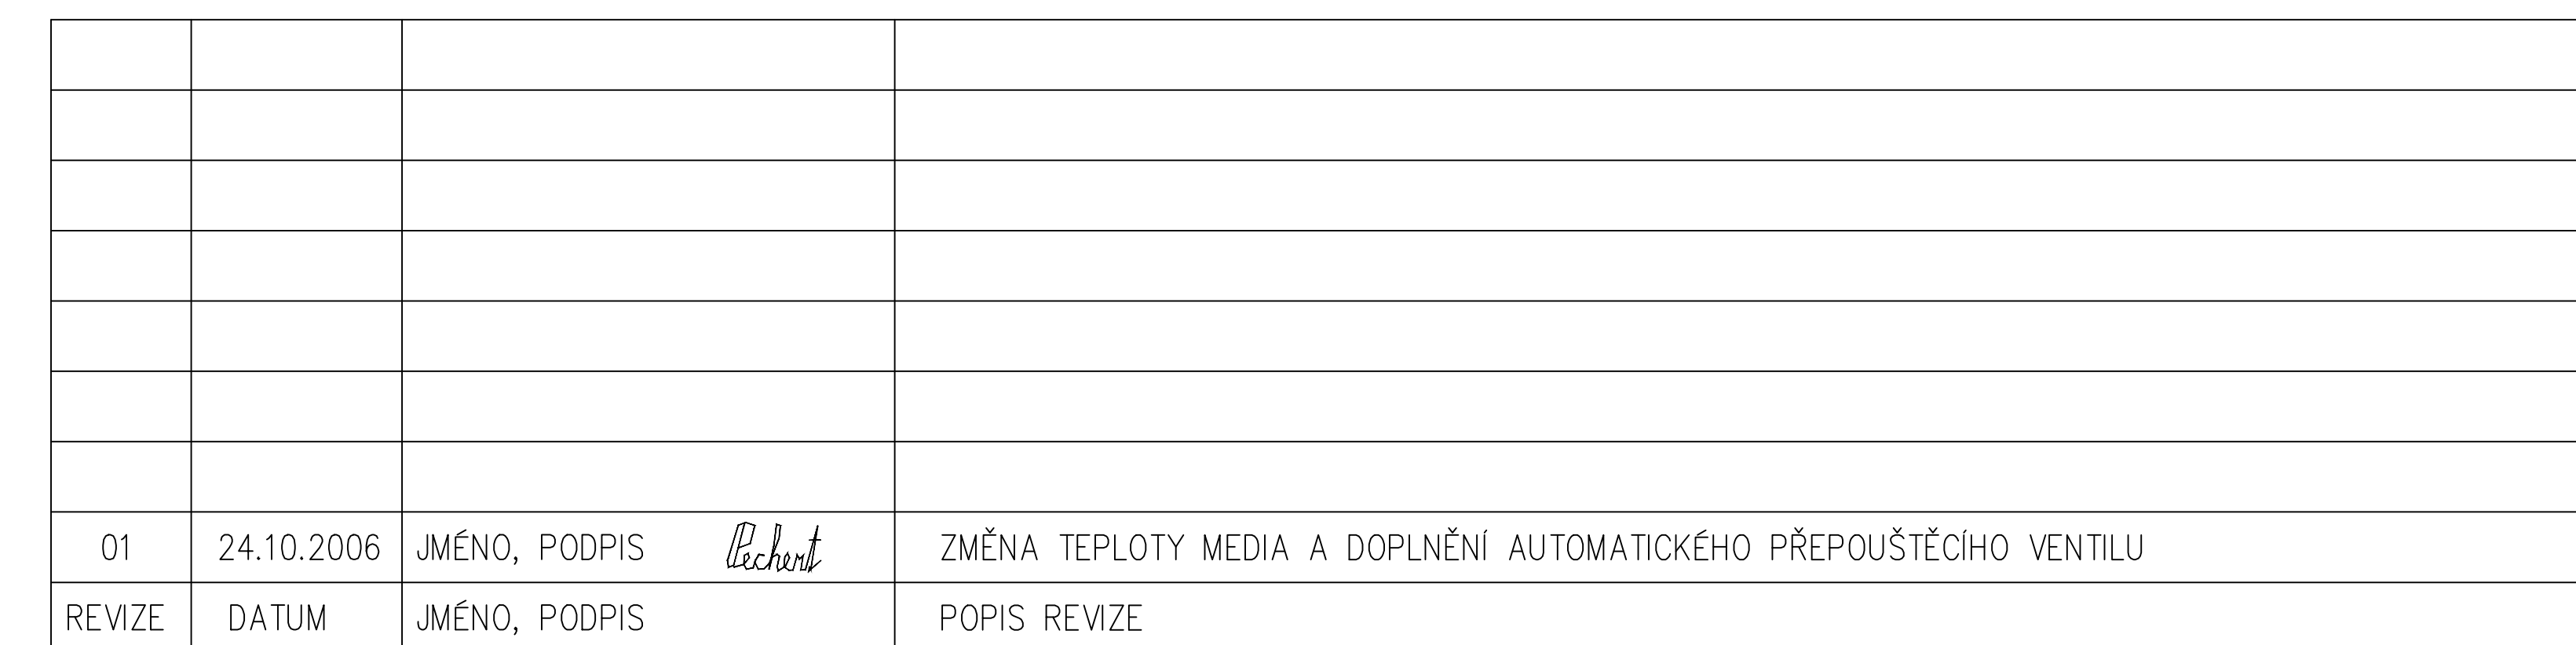 01 24.10.2006 JMÉNO, PODPIS Pechent ZMĚNA TEPLOTY MEDIA A DOPLNĚNÍ AUTOMATICKÉHO PŘEPOUŠTĚCÍHO VENTILU
REVIZE DATUM JMÉNO, PODPIS POPIS REVIZE